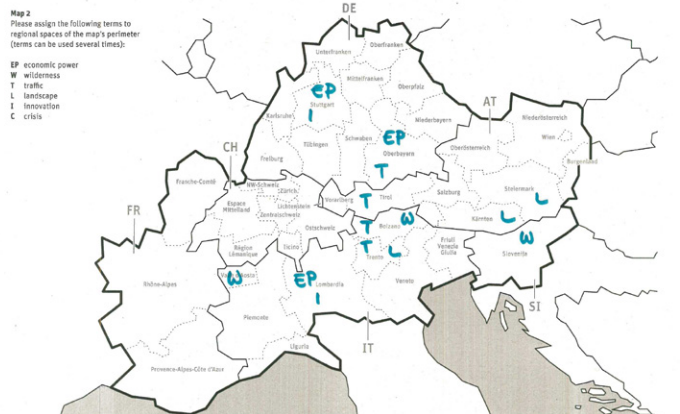 Map 2
Please assign the following terms to
regional spaces of the map's perimeter
(terms can be used several times):
EP economic power
W wilderness
T traffic
L landscape
I innovation
C crisis
DE
Unterfranken
Oberfranken
Mittelfranken
Oberpfalz
EP
Stuttgart
I
Karlsruhe
Tübingen
Schwaben
Niederbayern
EP
Oberbayern
T
Freiburg
AT
Niederösterreich
Wien
Oberösterreich
Burgenland
Steiermark
L
Salzburg
Kärnten
L
CH
Franche-Comté
NW-Schweiz
Zürich
Espace
Mittelland
Liechtenstein
Zentralschweiz
Ostschweiz
Vorarlberg
T
Tirol
T
Bolzano
W
FR
Région
Lémanique
Ticino
T
Trento
L
Friuli
Venezia
Giulia
W
Slovenia
SI
Rhône-Alpes
W
EP
Lombardia
I
Veneto
Piemonte
IT
Liguria
Provence-Alpes-Côte d'Azur